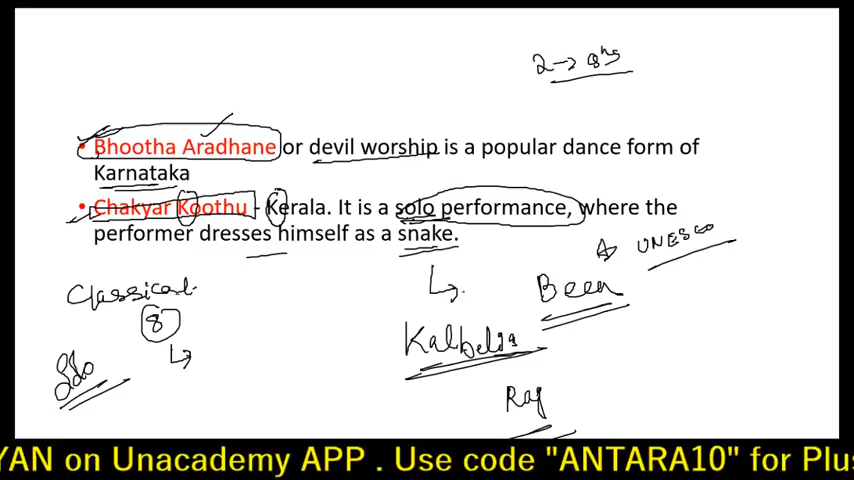 2 → 8 hrs
• Bhootha Aradhane or devil worship is a popular dance form of
Karnataka
• Chakyar Koothu - Kerala. It is a solo performance, where the
performer dresses himself as a snake.
UNESCO
Classical
8
Been
Kalbelia
Solo
Raj
YAN on Unacademy APP . Use code "ANTARA10" for Plus